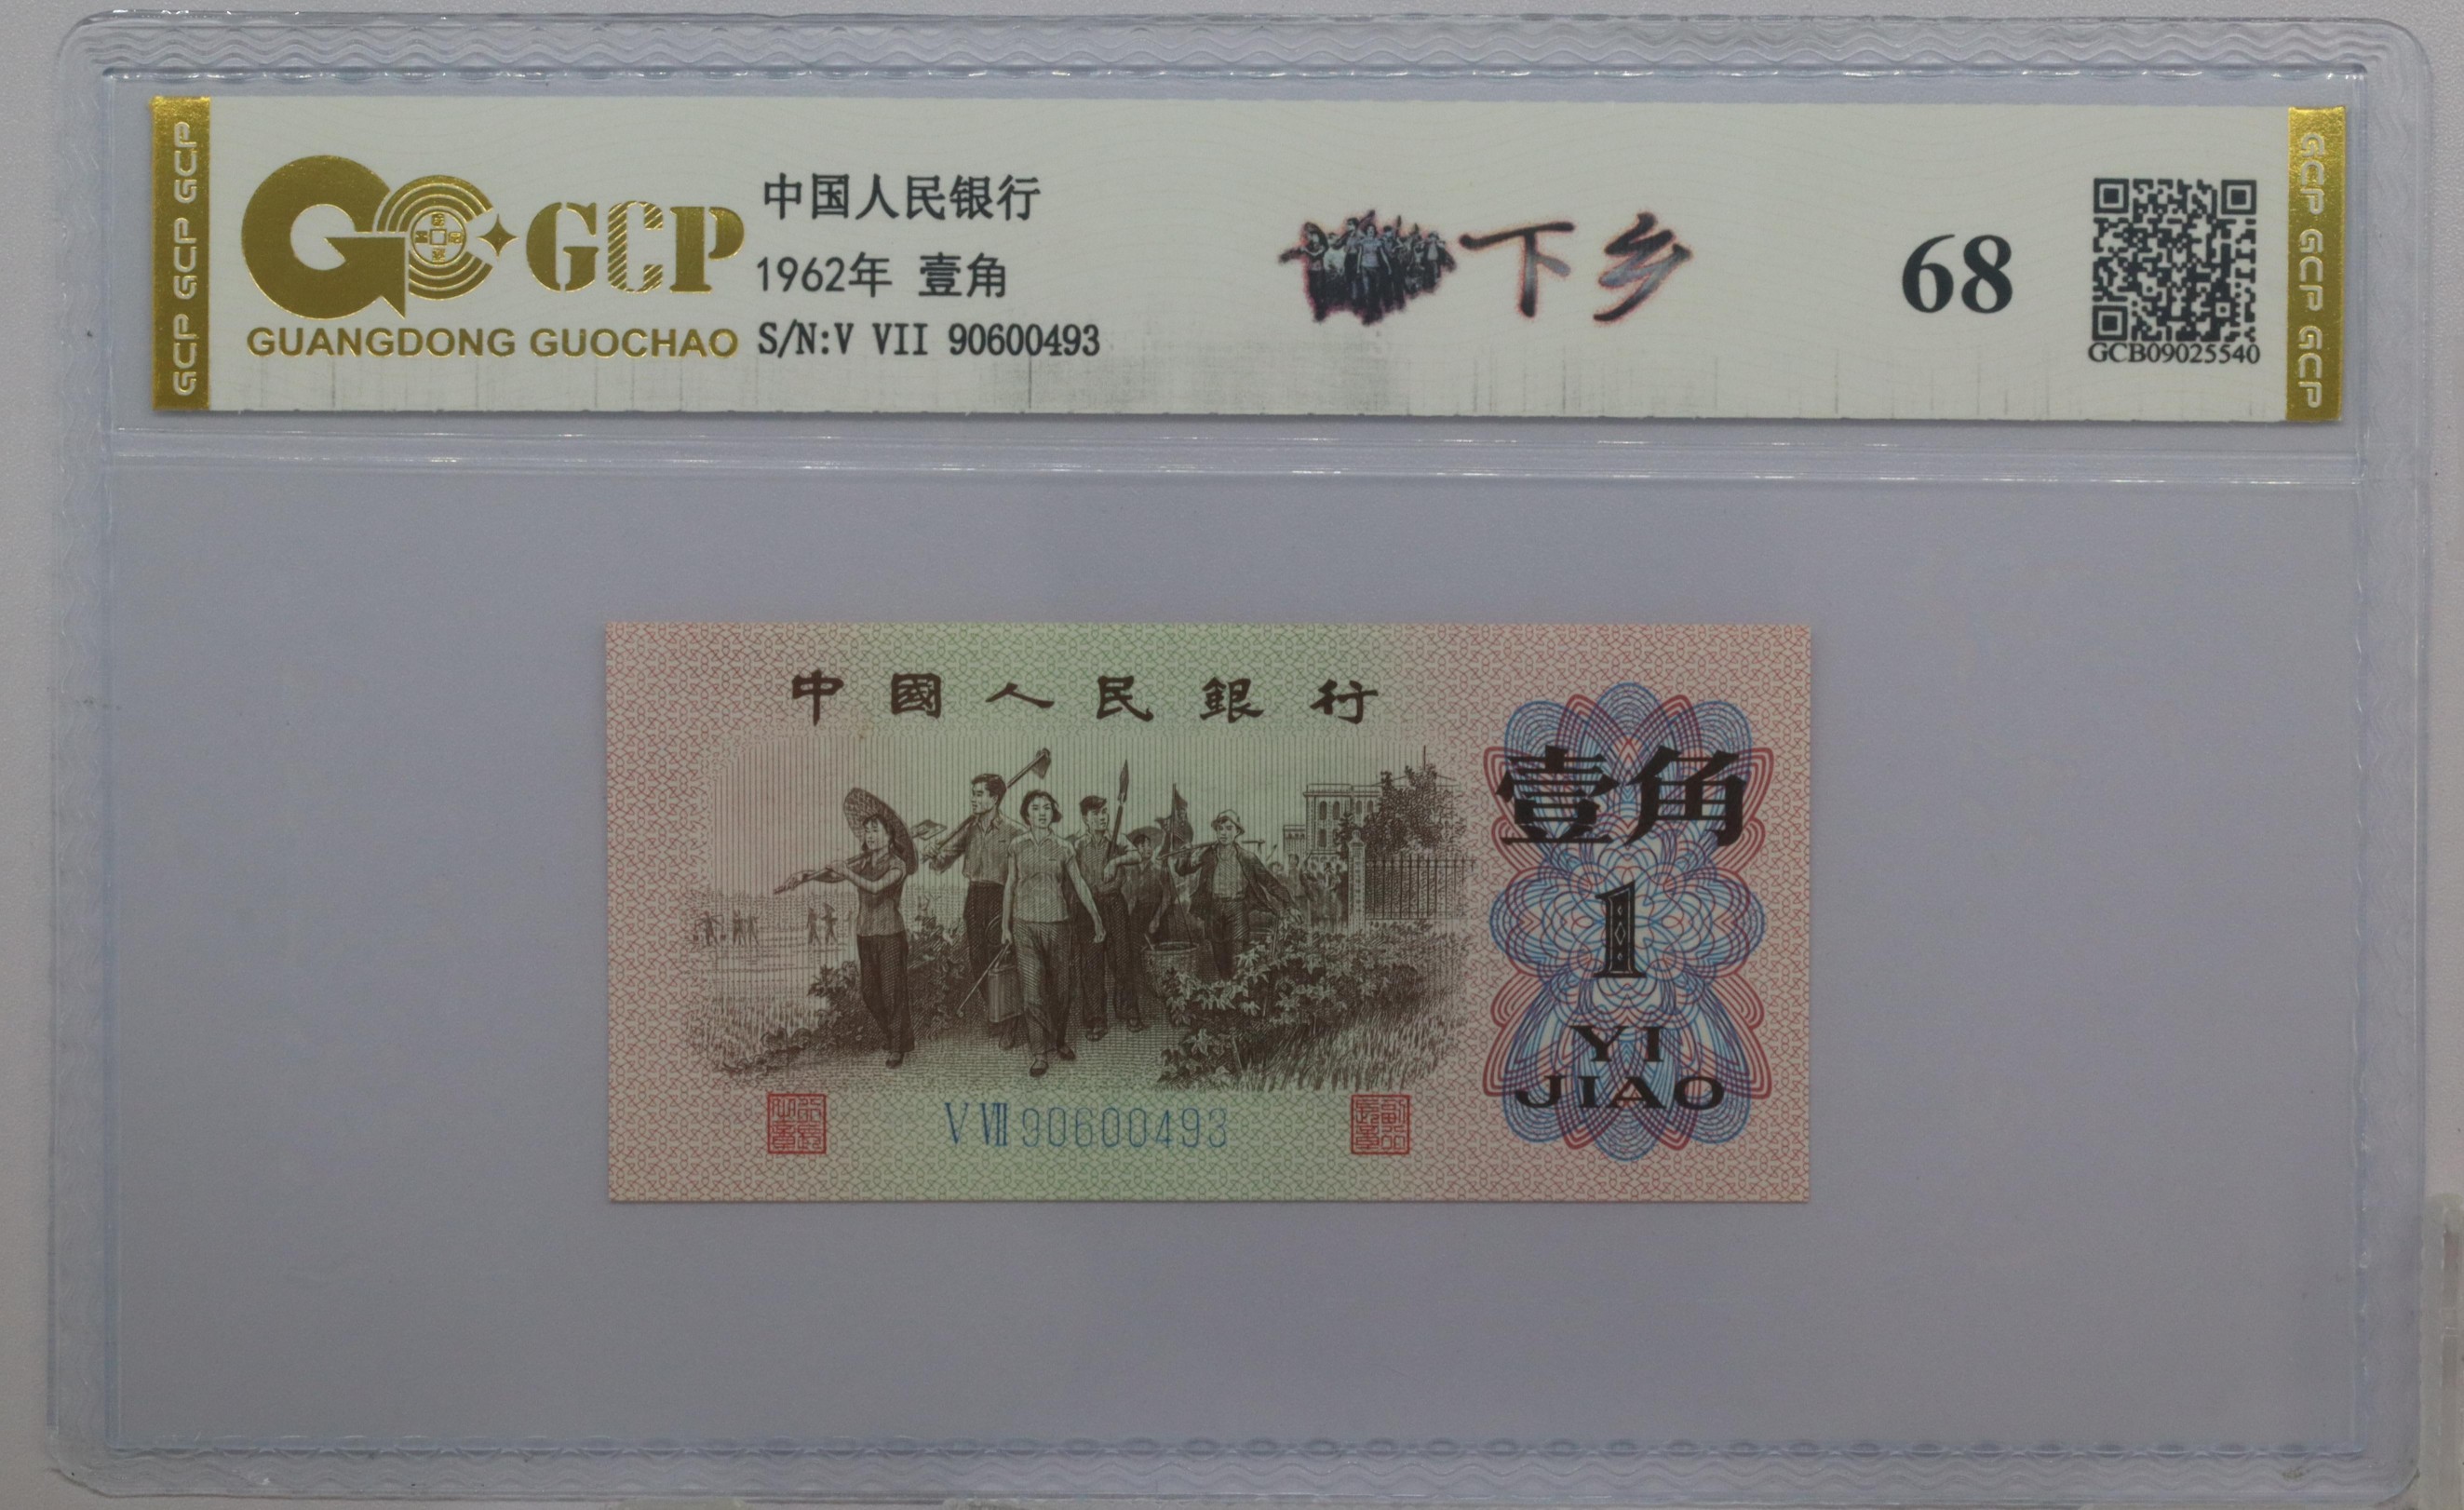 GCP GCP GCP
GCP
GUANGDONG GUOCHAO
中国人民银行
1962年 壹角
S/N:V VII 90600493
下乡
68
GCB09025540
GCP GCP GCP
中國人民銀行
壹角
1
YI
JIAO
V VII 90600493